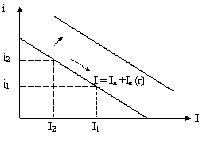 i
i₂
I = Iₐ + Iₑ (r)
i₁
I₂
I₁
I